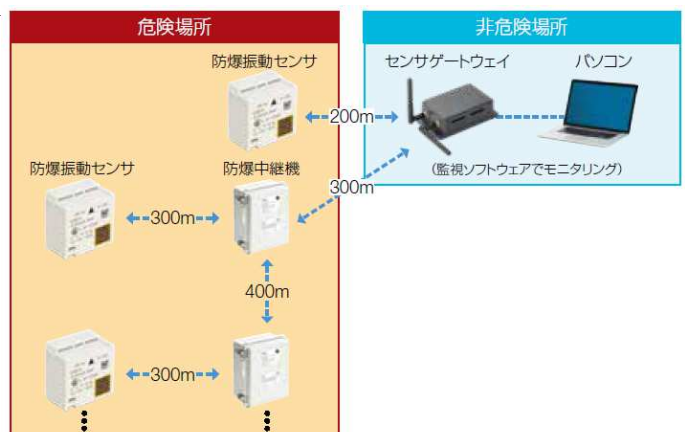 危険場所
非危険場所
防爆振動センサ
センサゲートウェイ
パソコン
200m
(監視ソフトウェアでモニタリング)
防爆振動センサ
防爆中継機
300m
300m
400m
300m